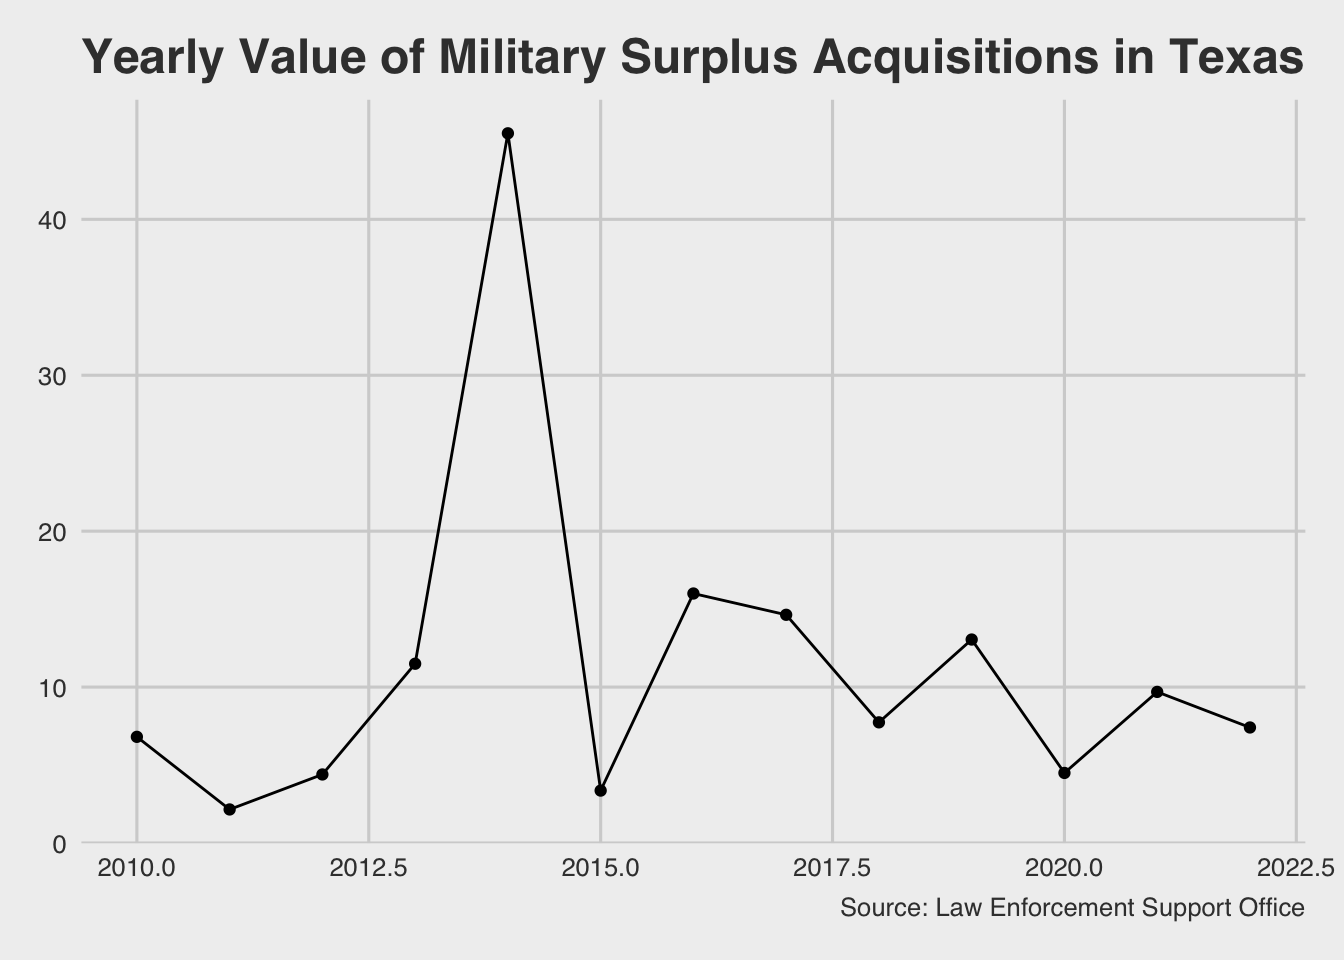 Yearly Value of Military Surplus Acquisitions in Texas
40
30
20
10
0
2010.0 2012.5 2015.0 2017.5 2020.0 2022.5
Source: Law Enforcement Support Office